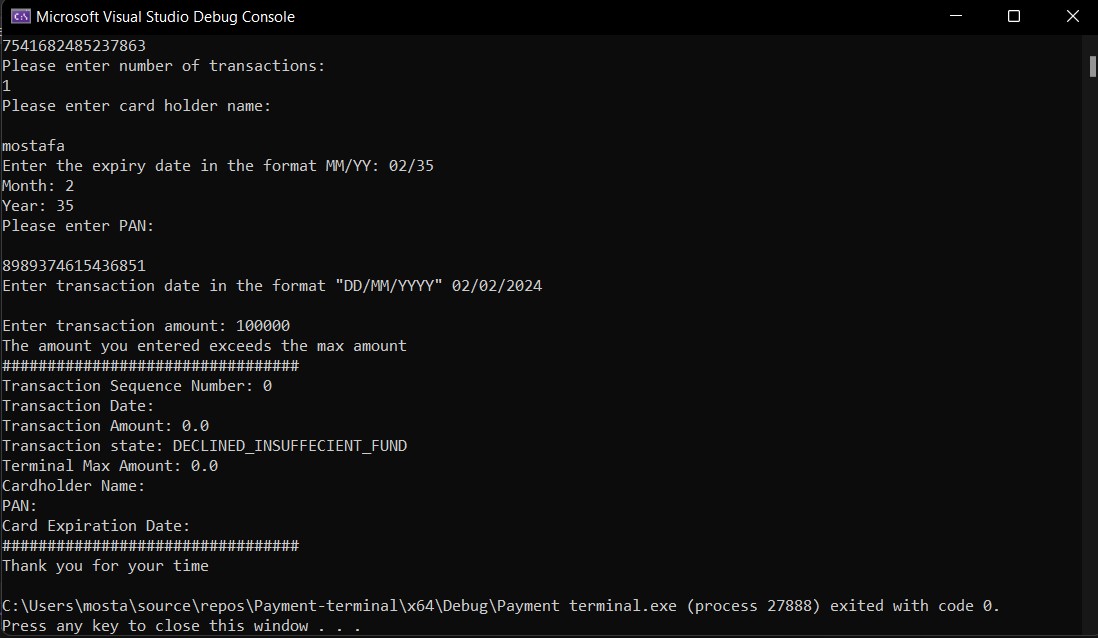 Microsoft Visual Studio Debug Console
7541682485237863
Please enter number of transactions:
1
Please enter card holder name:
mostafa
Enter the expiry date in the format MM/YY: 02/35
Month: 2
Year: 35
Please enter PAN:
8989374615436851
Enter transaction date in the format "DD/MM/YYYY" 02/02/2024
Enter transaction amount: 100000
The amount you entered exceeds the max amount
#################################
Transaction Sequence Number: 0
Transaction Date:
Transaction Amount: 0.0
Transaction state: DECLINED_INSUFFECIENT_FUND
Terminal Max Amount: 0.0
Cardholder Name:
PAN:
Card Expiration Date:
#################################
Thank you for your time
C:\Users\mosta\source\repos\Payment-terminal\x64\Debug\Payment terminal.exe (process 27888) exited with code 0.
Press any key to close this window . . .